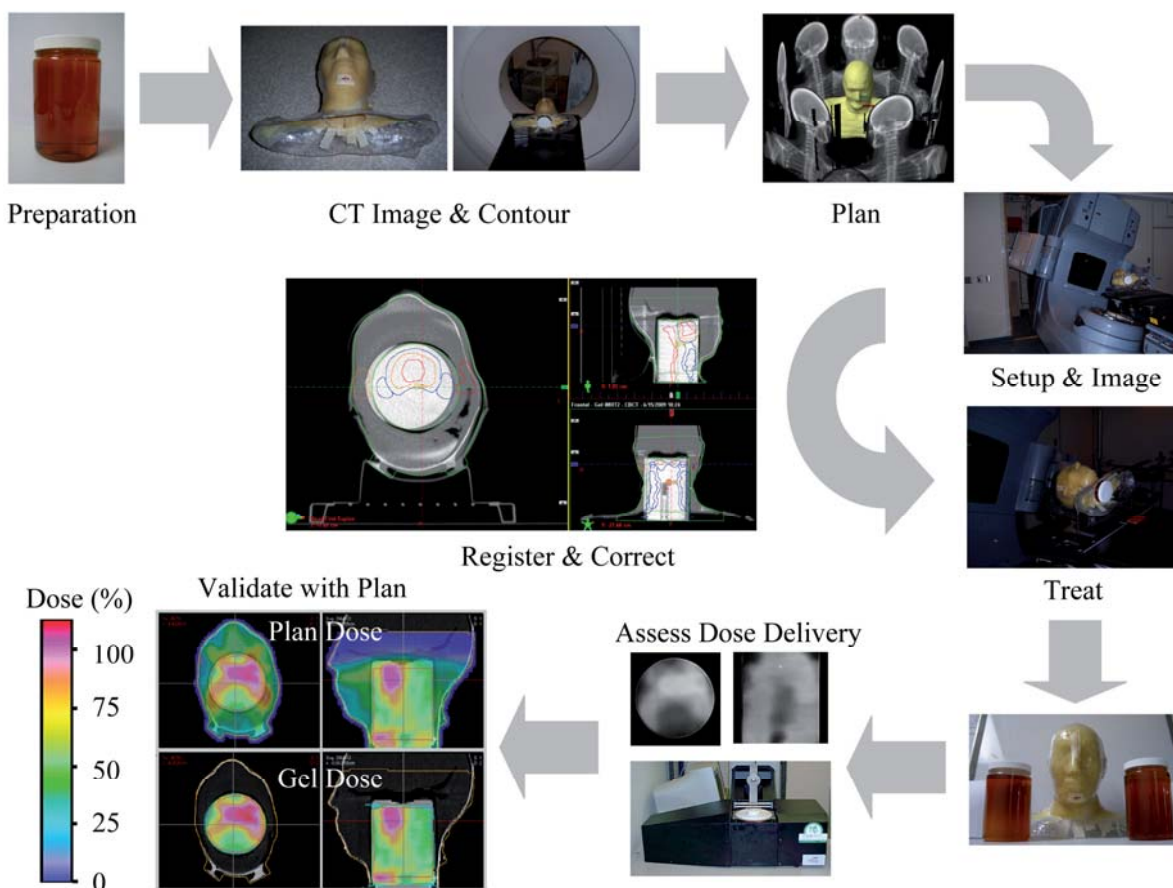 Preparation
CT Image & Contour
Plan
Setup & Image
Register & Correct
Treat
Validate with Plan
Dose (%)
100
75
50
25
0
Plan Dose
Gel Dose
Assess Dose Delivery